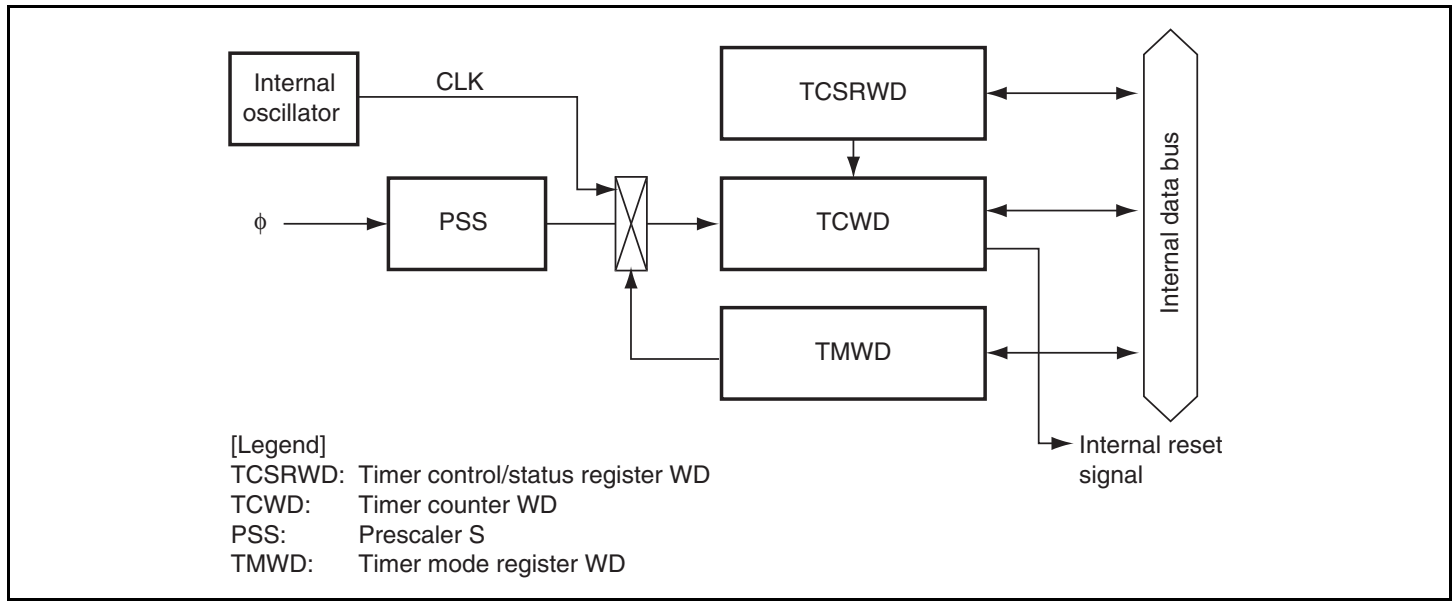 Internal
oscillator
CLK
TCSRWD
φ
PSS
TCWD
TMWD
Internal data bus
Internal reset
signal
[Legend]
TCSRWD: Timer control/status register WD
TCWD: Timer counter WD
PSS: Prescaler S
TMWD: Timer mode register WD